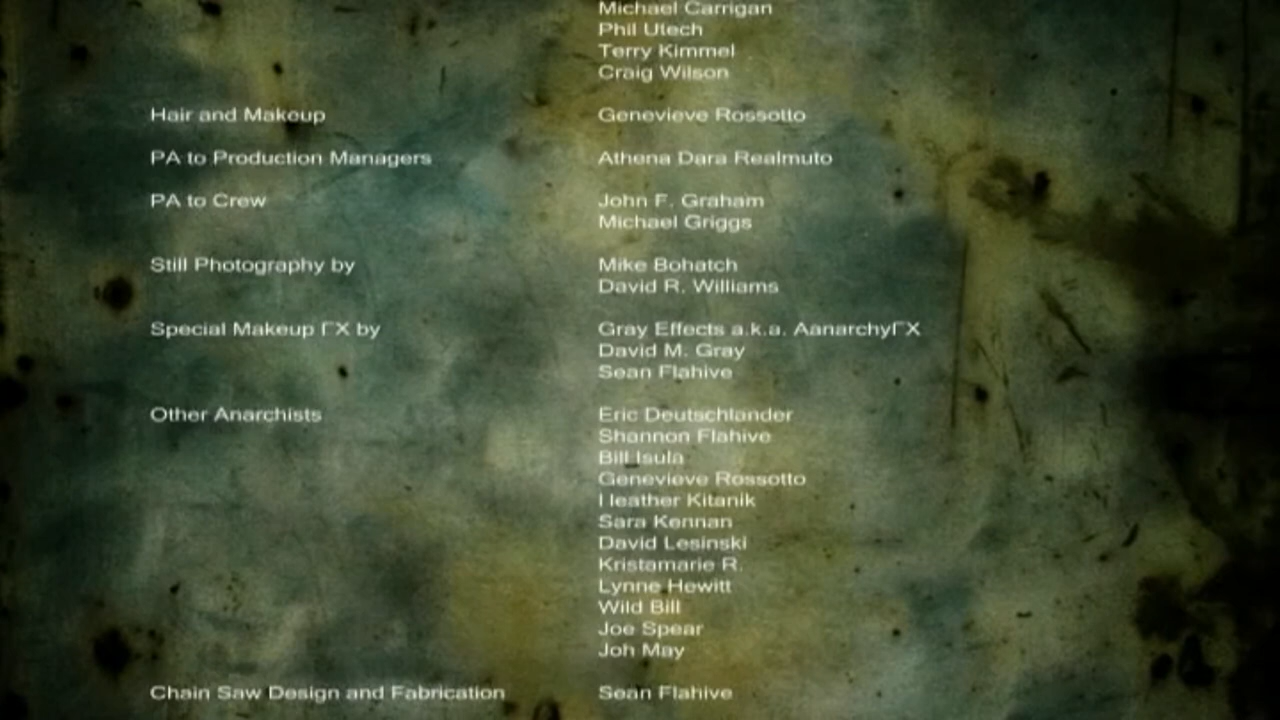 Michael Carrigan
Phil Utech
Terry Kimmel
Craig Wilson
Hair and Makeup Genevieve Rossotto
PA to Production Managers Athena Dara Realmuto
PA to Crew John F. Graham
Michael Griggs
Still Photography by Mike Bohatch
David R. Williams
Special Makeup FX by Gray Effects a.k.a. AanarchyFX
David M. Gray
Sean Flahive
Other Anarchists Eric Deutschlander
Shannon Flahive
Bill Isula
Genevieve Rossotto
Heather Kitanik
Sara Kennan
David Lesinski
Kristamarie R.
Lynne Hewitt
Wild Bill
Joe Spear
Joh May
Chain Saw Design and Fabrication Sean Flahive